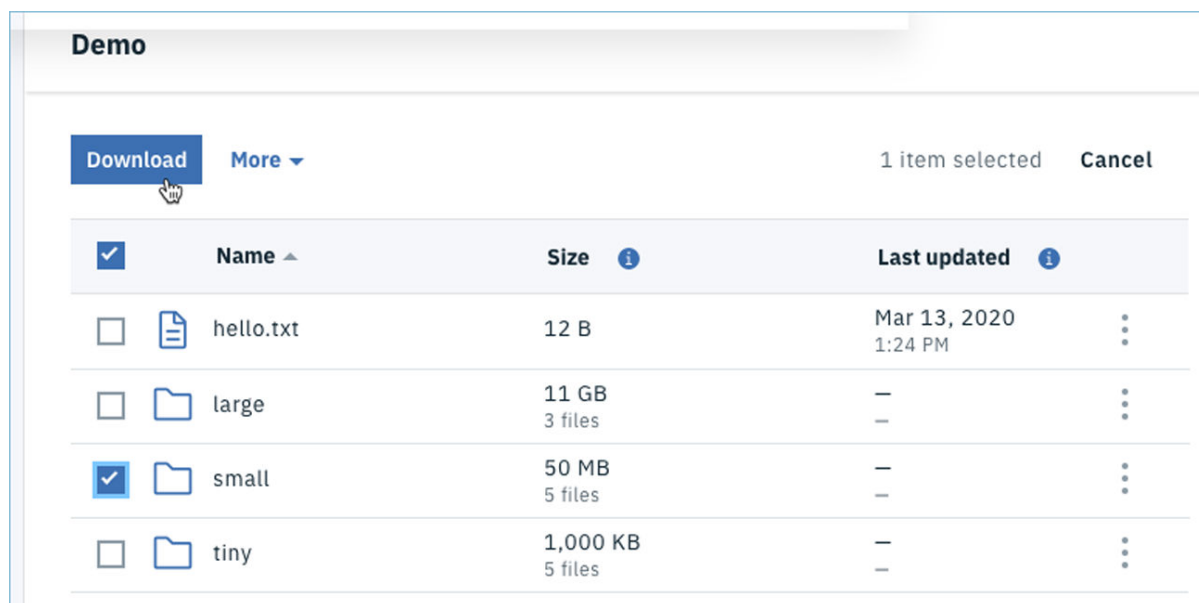 Demo
Download More 1 item selected Cancel
Name Size Last updated
hello.txt 12 B Mar 13, 2020
1:24 PM
large 11 GB —
3 files –
small 50 MB —
5 files –
tiny 1,000 KB —
5 files –